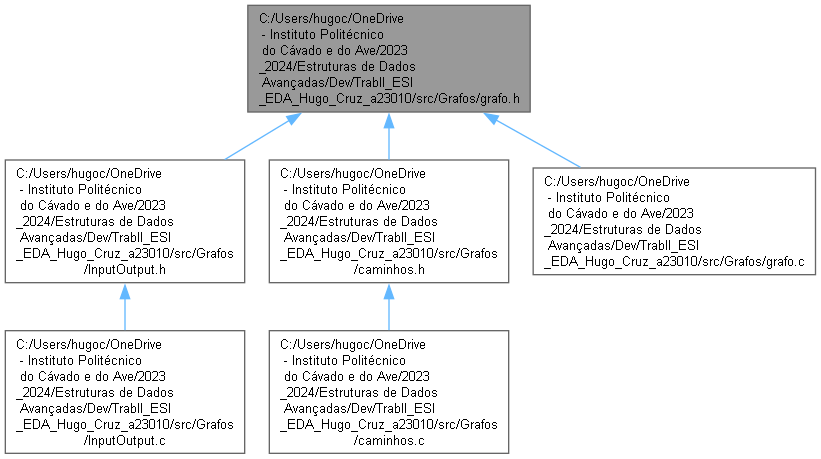 C:/Users/hugoc/OneDrive
- Instituto Politécnico
do Cávado e do Ave/2023
_2024/Estruturas de Dados
Avançadas/Dev/TrabII_ESI
_EDA_Hugo_Cruz_a23010/src/Grafos/grafo.h
C:/Users/hugoc/OneDrive
- Instituto Politécnico
do Cávado e do Ave/2023
_2024/Estruturas de Dados
Avançadas/Dev/TrabII_ESI
_EDA_Hugo_Cruz_a23010/src/Grafos
/InputOutput.h
C:/Users/hugoc/OneDrive
- Instituto Politécnico
do Cávado e do Ave/2023
_2024/Estruturas de Dados
Avançadas/Dev/TrabII_ESI
_EDA_Hugo_Cruz_a23010/src/Grafos
/caminhos.h
C:/Users/hugoc/OneDrive
- Instituto Politécnico
do Cávado e do Ave/2023
_2024/Estruturas de Dados
Avançadas/Dev/TrabII_ESI
_EDA_Hugo_Cruz_a23010/src/Grafos/grafo.c
C:/Users/hugoc/OneDrive
- Instituto Politécnico
do Cávado e do Ave/2023
_2024/Estruturas de Dados
Avançadas/Dev/TrabII_ESI
_EDA_Hugo_Cruz_a23010/src/Grafos
/InputOutput.c
C:/Users/hugoc/OneDrive
- Instituto Politécnico
do Cávado e do Ave/2023
_2024/Estruturas de Dados
Avançadas/Dev/TrabII_ESI
_EDA_Hugo_Cruz_a23010/src/Grafos
/caminhos.c